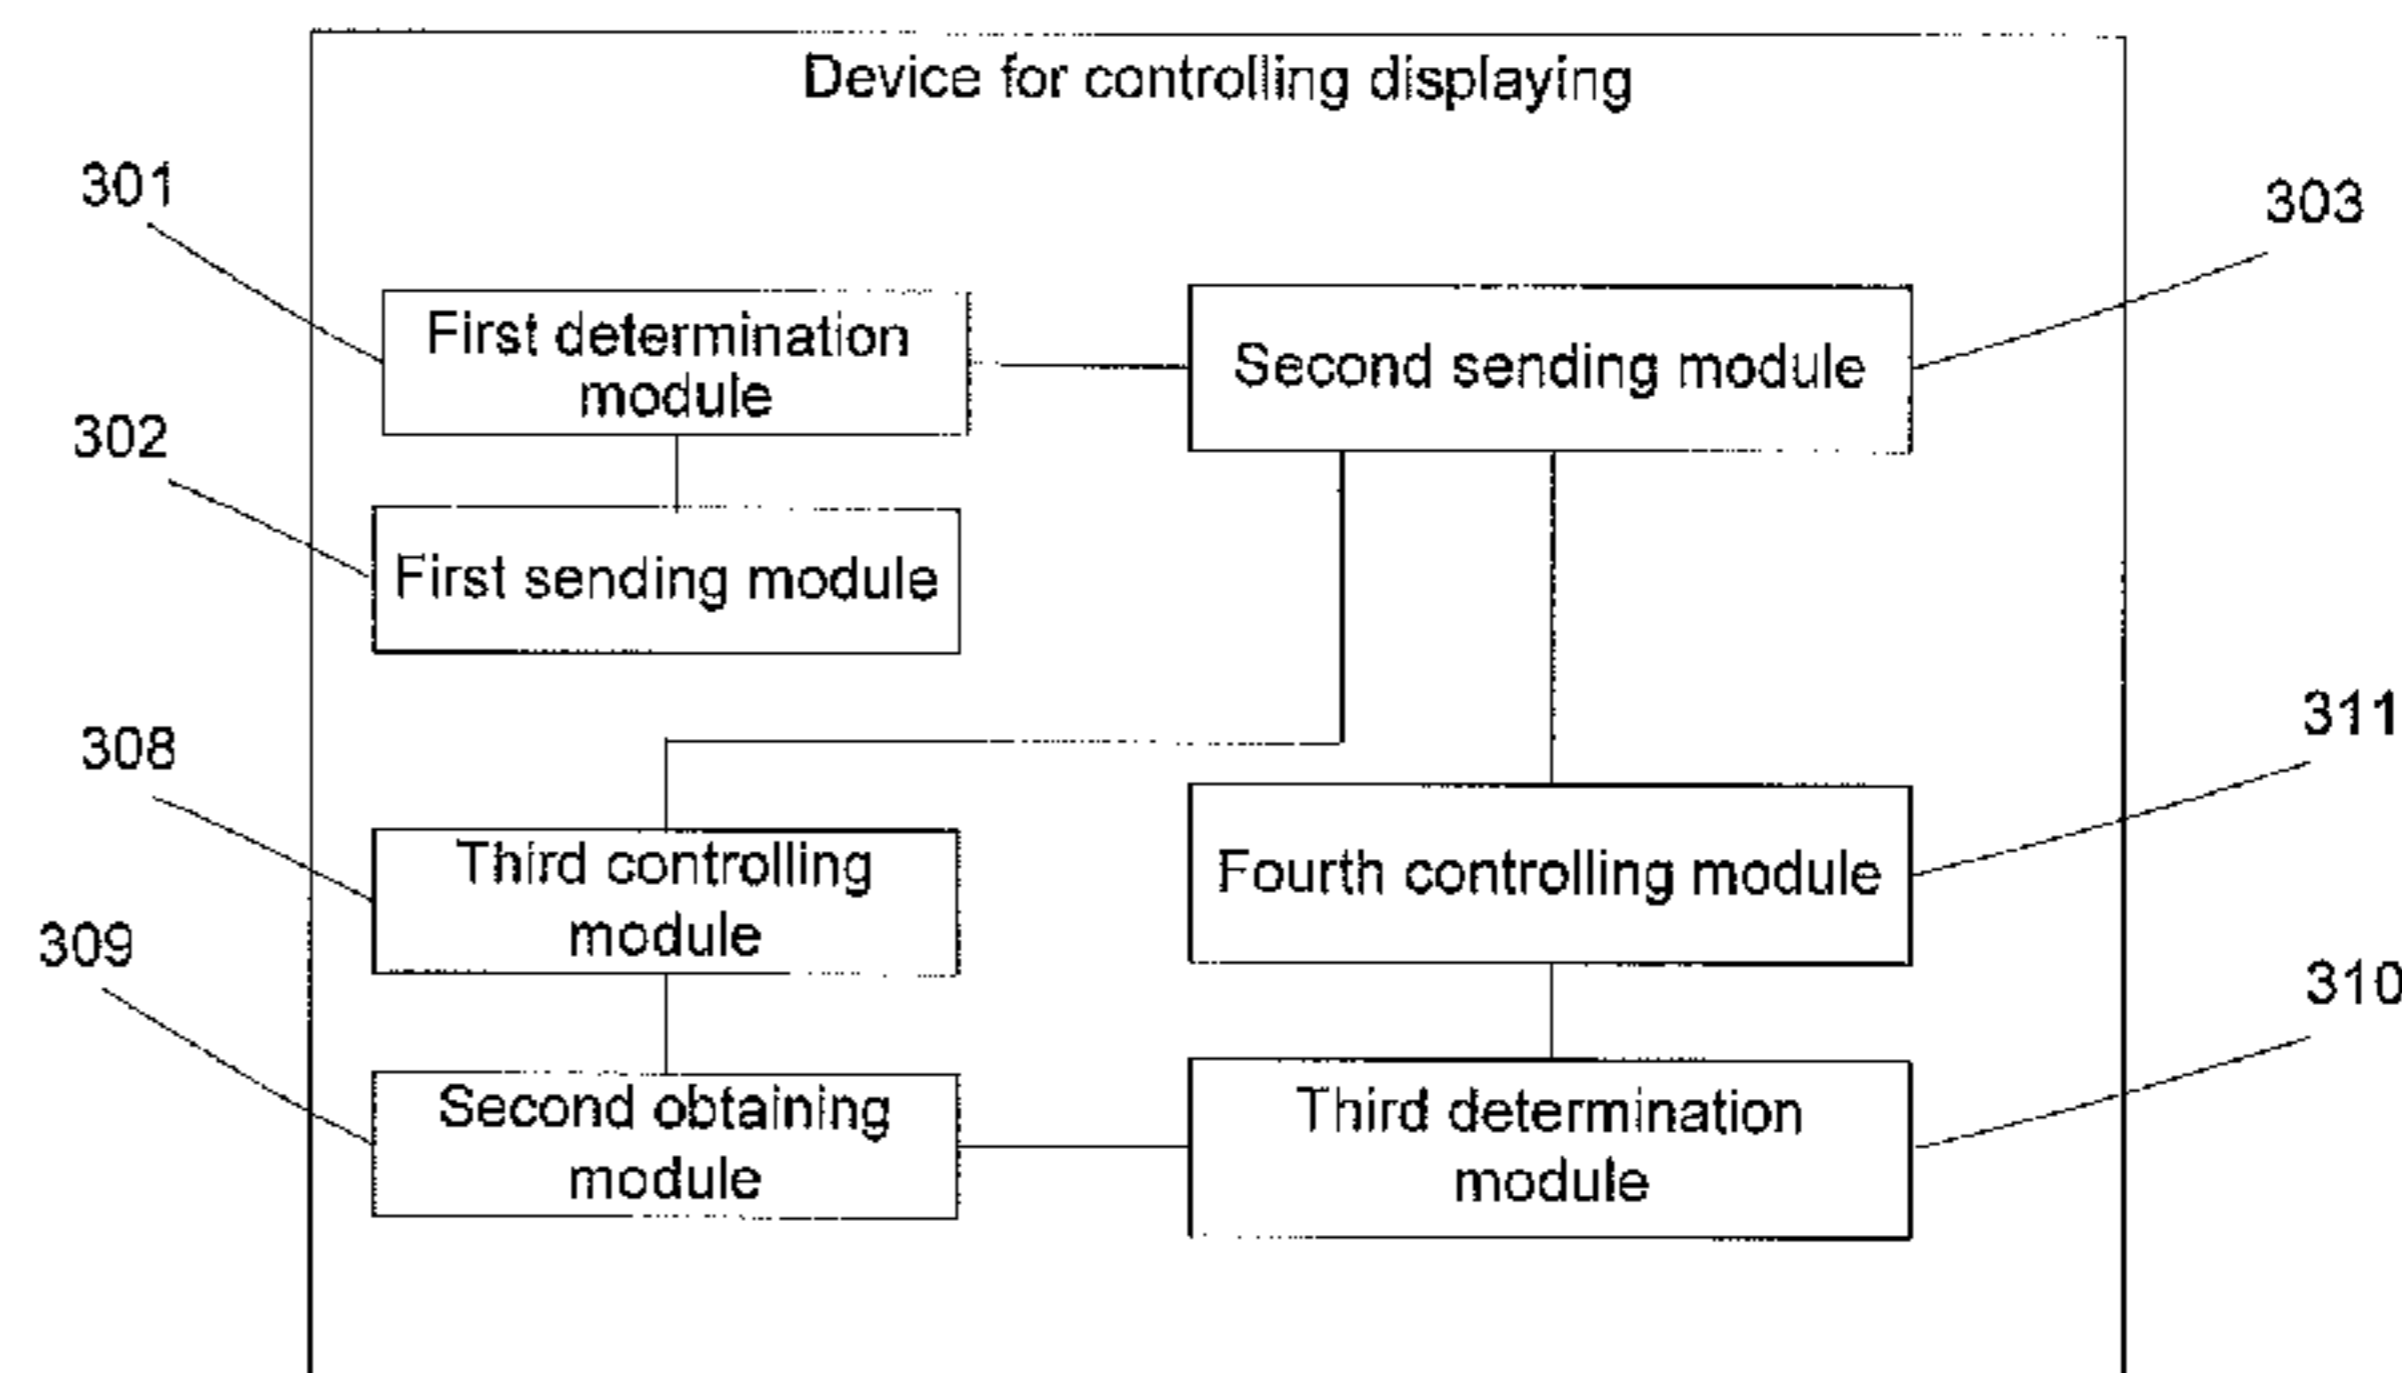 Device for controlling displaying
301
303
First determination
module
Second sending module
302
First sending module
308
311
Third controlling
module
Fourth controlling module
309
310
Second obtaining
module
Third determination
module